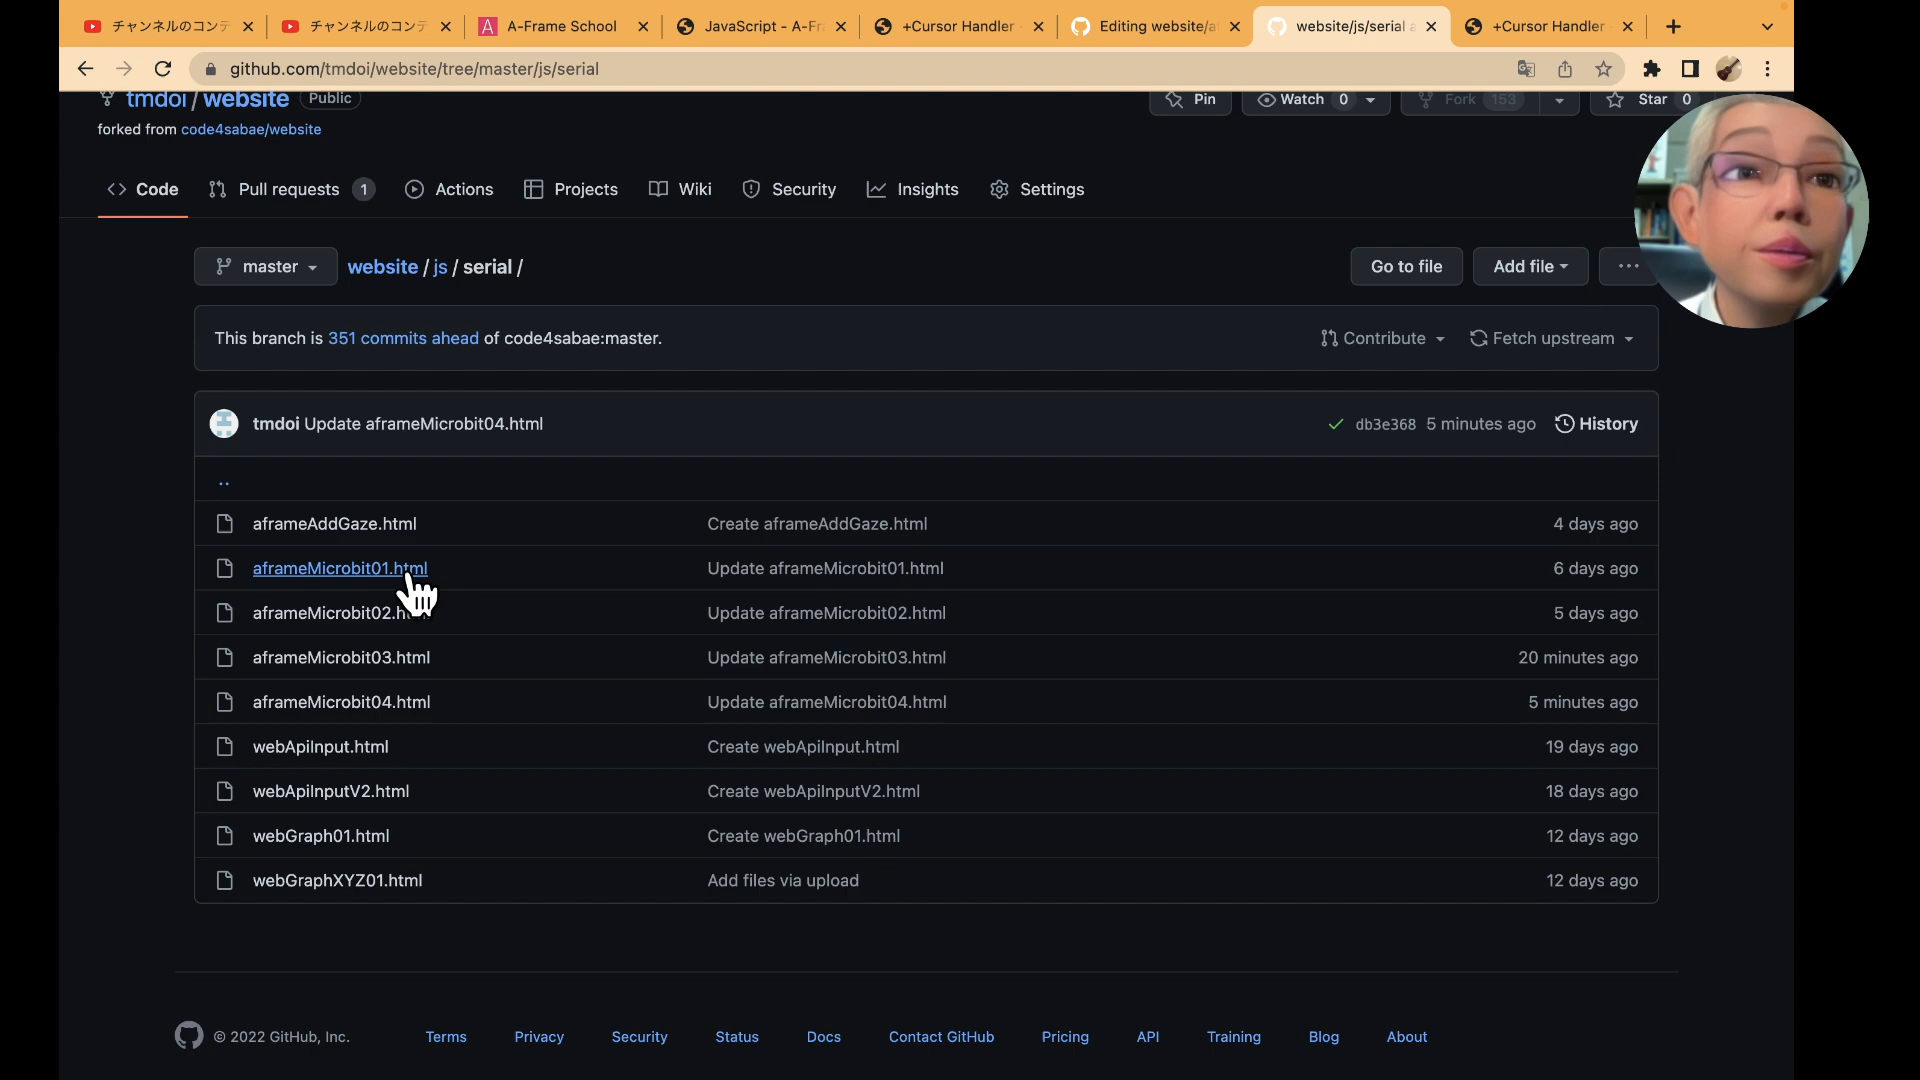 チャンネルのコンテ
チャンネルのコンテ
A-Frame School
JavaScript - A-Fr
+Cursor Handler
Editing website/a
website/js/serial a
+Cursor Handler
github.com/tmdoi/website/tree/master/js/serial
tmdoi / website Public
Pin
Watch 0
Fork 153
Star 0
forked from code4sabae/website
Code
Pull requests 1
Actions
Projects
Wiki
Security
Insights
Settings
master
website / js / serial /
Go to file
Add file
This branch is 351 commits ahead of code4sabae:master.
Contribute
Fetch upstream
tmdoi Update aframeMicrobit04.html
db3e368 5 minutes ago
History
..
aframeAddGaze.html Create aframeAddGaze.html 4 days ago
aframeMicrobit01.html Update aframeMicrobit01.html 6 days ago
aframeMicrobit02.h Update aframeMicrobit02.html 5 days ago
aframeMicrobit03.html Update aframeMicrobit03.html 20 minutes ago
aframeMicrobit04.html Update aframeMicrobit04.html 5 minutes ago
webApiInput.html Create webApiInput.html 19 days ago
webApiInputV2.html Create webApiInputV2.html 18 days ago
webGraph01.html Create webGraph01.html 12 days ago
webGraphXYZ01.html Add files via upload 12 days ago
© 2022 GitHub, Inc.
Terms
Privacy
Security
Status
Docs
Contact GitHub
Pricing
API
Training
Blog
About